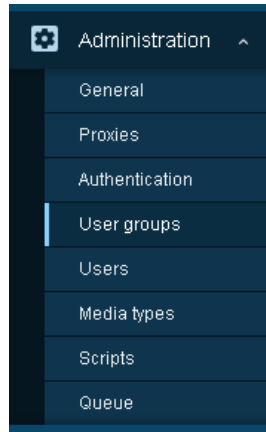 Administration
General
Proxies
Authentication
User groups
Users
Media types
Scripts
Queue